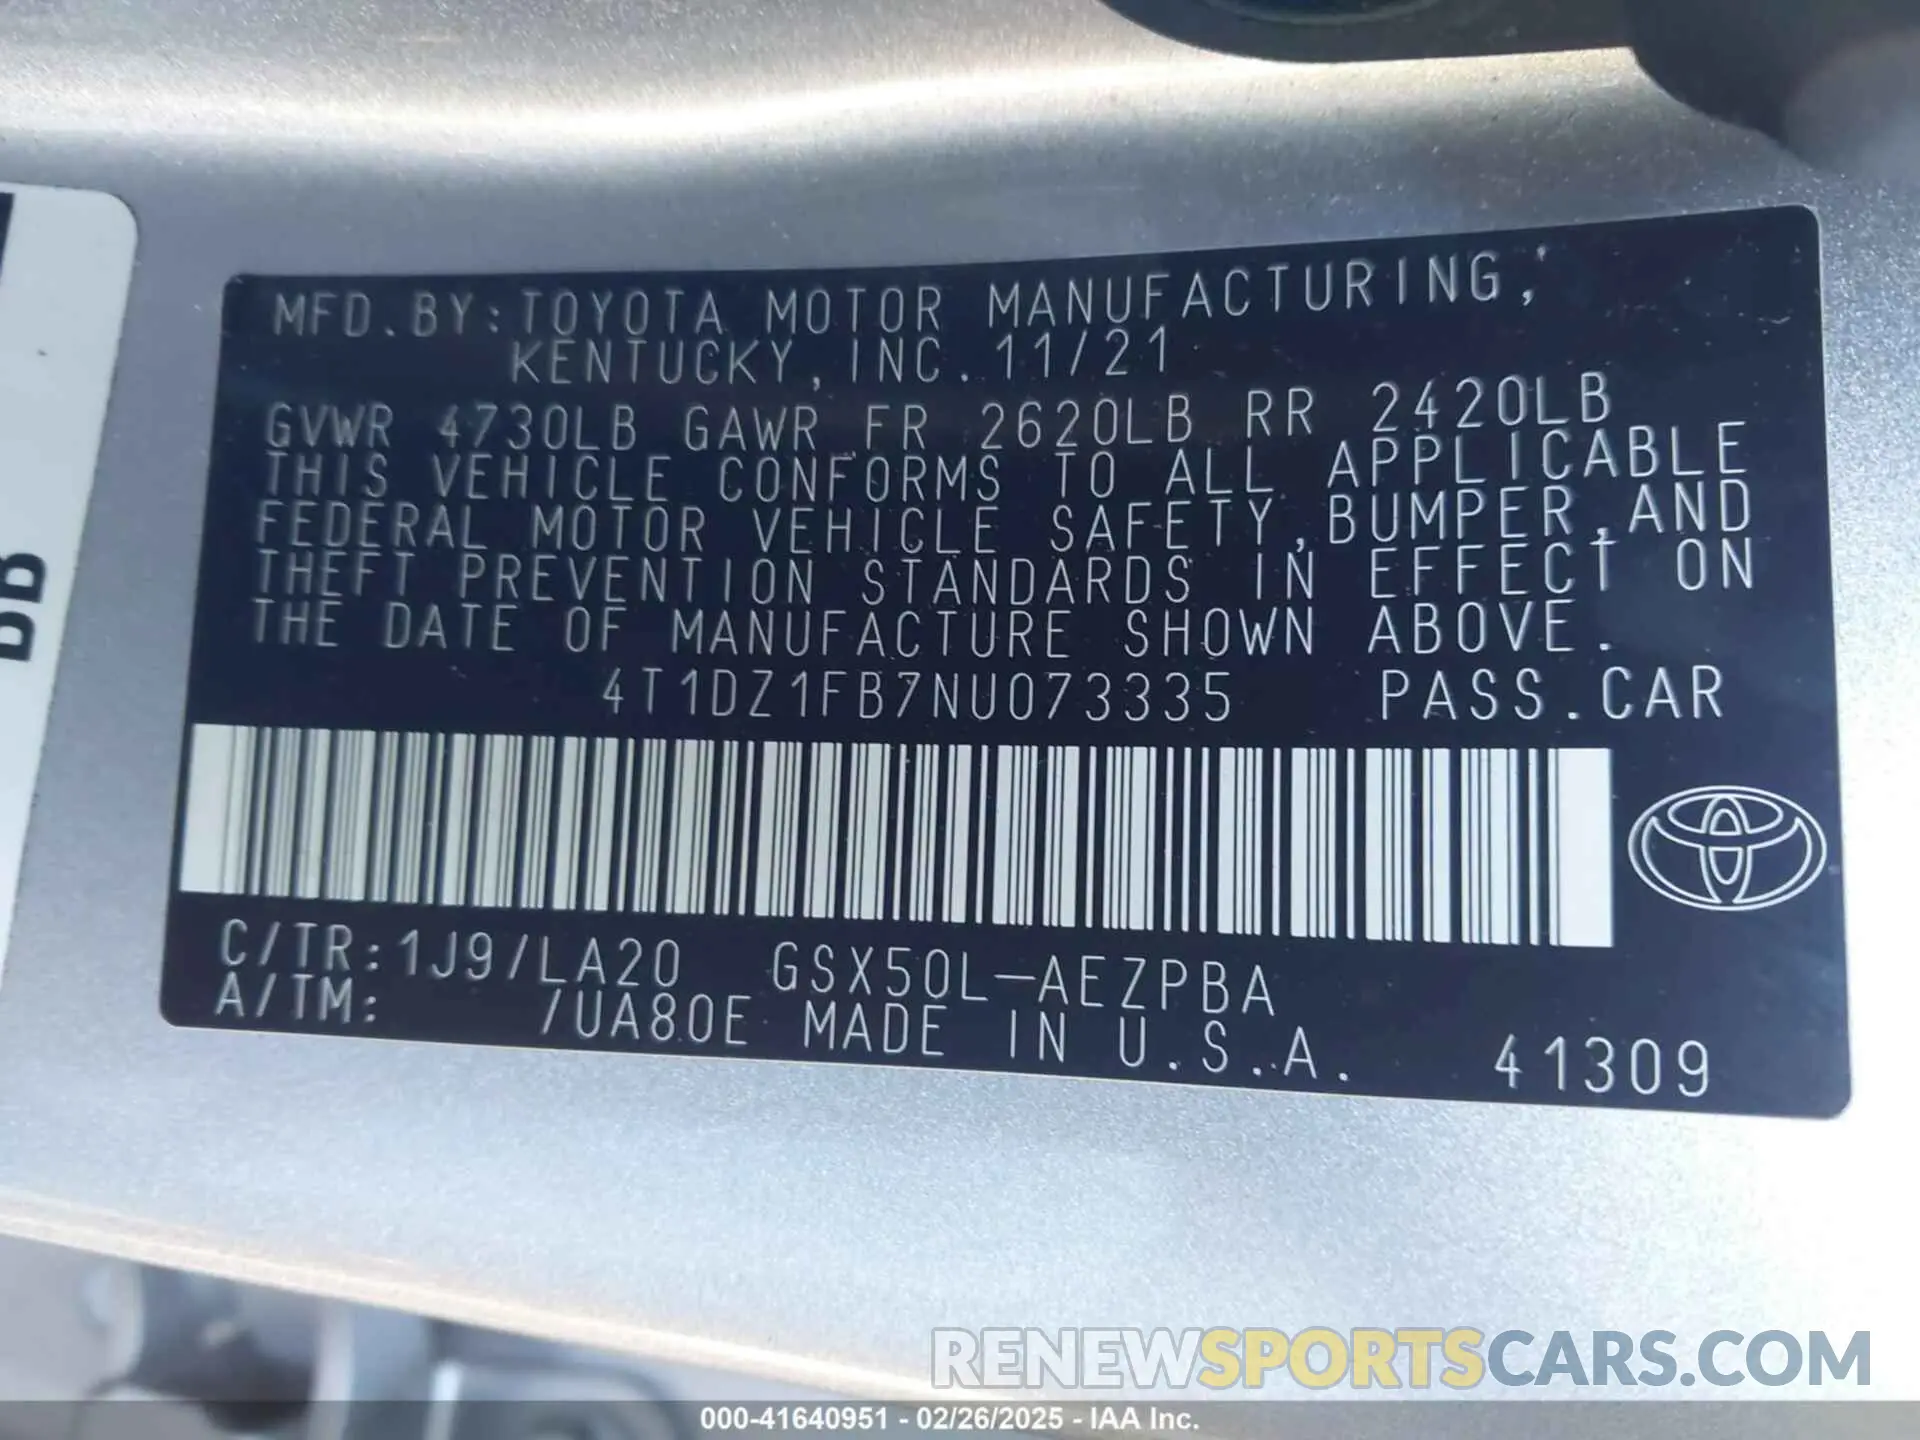 MFD.BY:TOYOTA MOTOR MANUFACTURING,
KENTUCKY,INC.11/21
GVWR 4730LB GAWR FR 2620LB RR 2420LB
THIS VEHICLE CONFORMS TO ALL APPLICABLE
FEDERAL MOTOR VEHICLE SAFETY,BUMPER,AND
THEFT PREVENTION STANDARDS IN EFFECT ON
THE DATE OF MANUFACTURE SHOWN ABOVE.
4T1DZ1FB7NU073335 PASS.CAR
C/TR:1J9/LA20 GSX50L-AEZPBA
A/TM: /UA80E MADE IN U.S.A. 41309
RENEWSPORTSCARS.COM
000-41640951 - 02/26/2025 - IAA Inc.